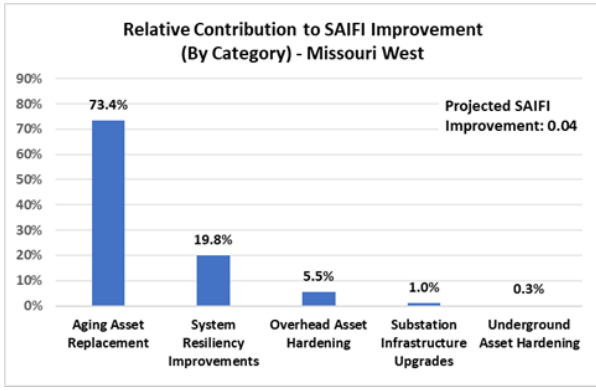 Relative Contribution to SAIFI Improvement
(By Category) - Missouri West
90%
80%
70%
60%
50%
40%
30%
20%
10%
0%
73.4%
19.8%
5.5%
1.0%
0.3%
Projected SAIFI
Improvement: 0.04
Aging Asset
Replacement
System
Resiliency
Improvements
Overhead Asset
Hardening
Substation
Infrastructure
Upgrades
Underground
Asset Hardening